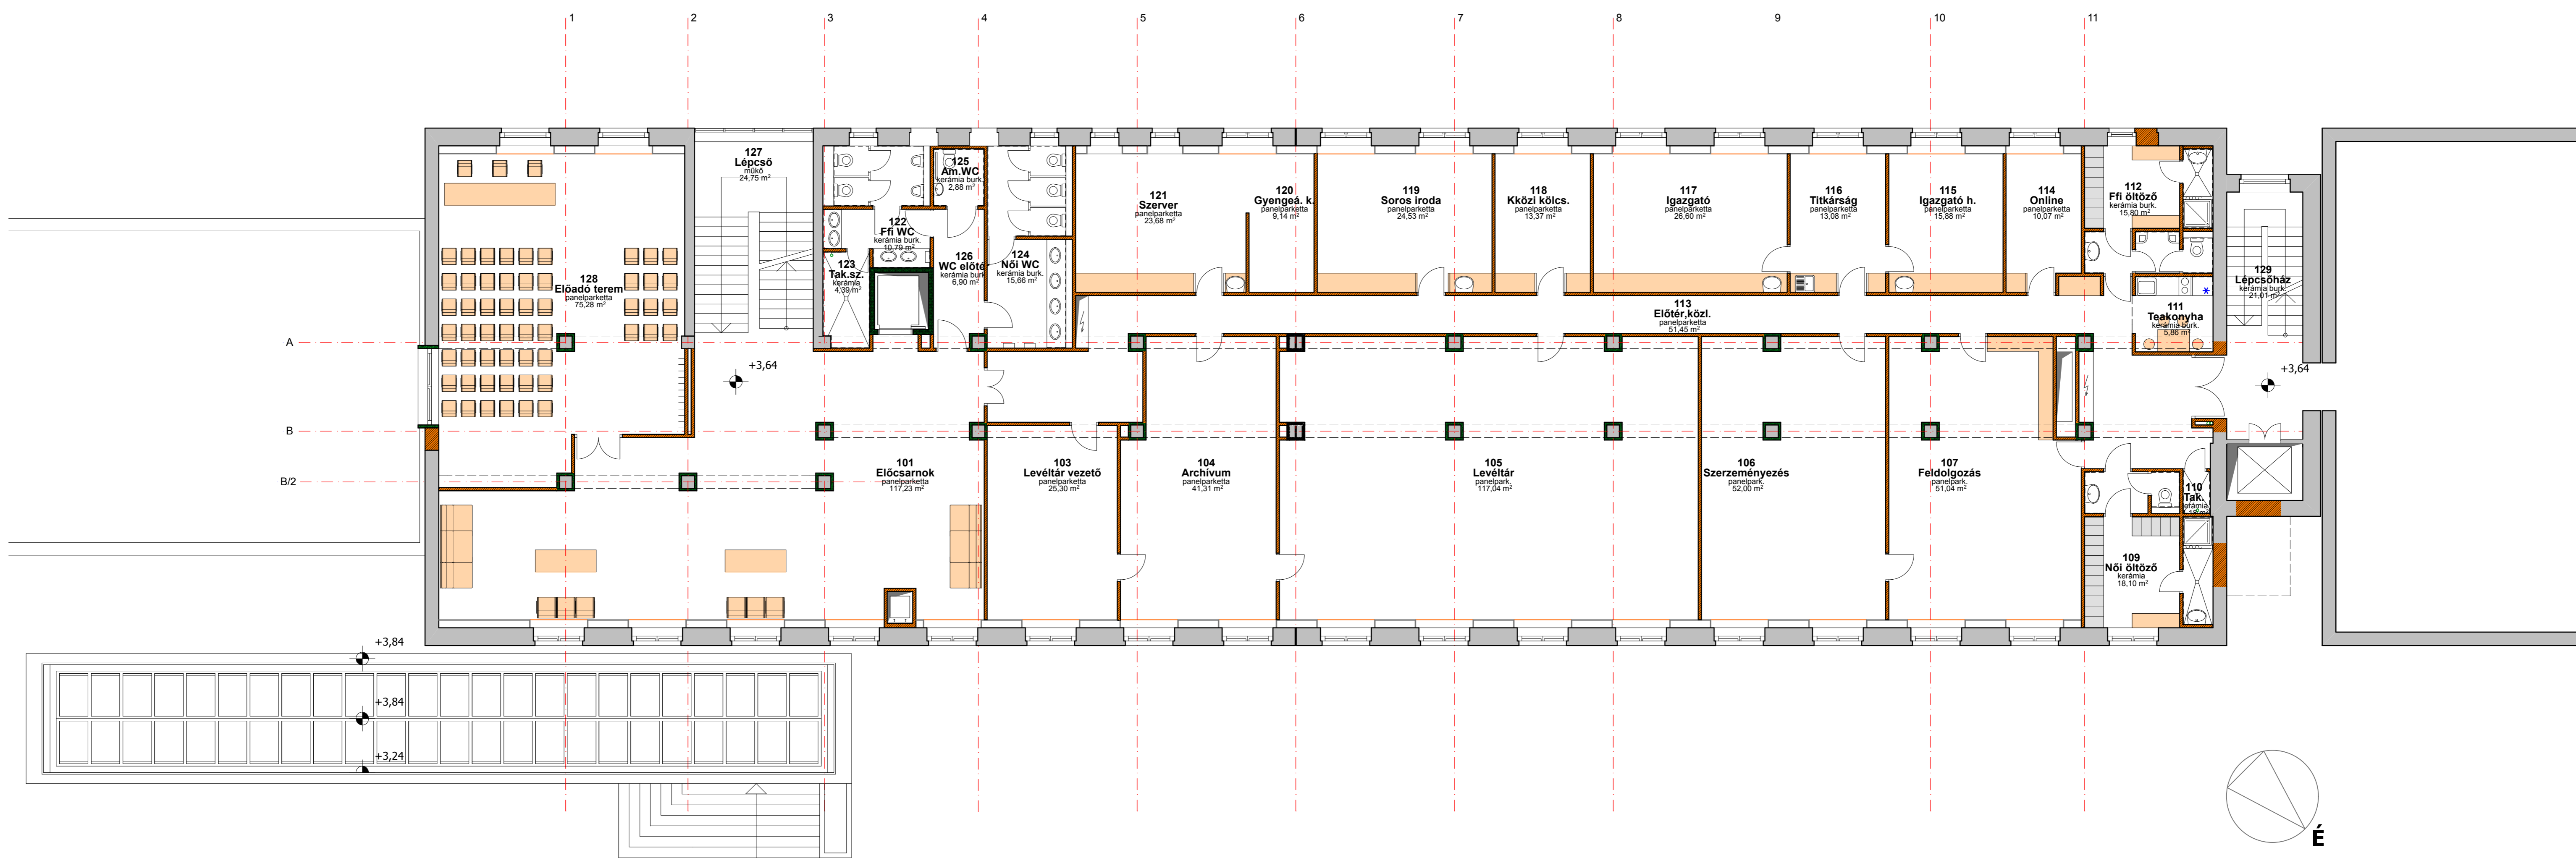 1
2
3
4
5
6
7
8
9
10
11
A
B
B/2
127
Lépcső
műkő
24,75 m²
125
Am.WC
kerámia burk.
2,88 m²
121
Szerver
panelparketta
23,68 m²
120
Gyengeá. k.
panelparketta
9,14 m²
119
Soros iroda
panelparketta
24,53 m²
118
Kközi kölcs.
panelparketta
13,37 m²
117
Igazgató
panelparketta
26,60 m²
116
Titkárság
panelparketta
13,08 m²
115
Igazgató h.
panelparketta
15,88 m²
114
Online
panelparketta
10,07 m²
112
Ffi öltöző
kerámia burk.
15,80 m²
122
Ffi WC
kerámia burk.
10,79 m²
123
Tak.sz.
kerámia
4,39 m²
126
WC előté
kerámia burk
6,90 m²
124
Női WC
kerámia burk.
15,66 m²
128
Előadó terem
panelparketta
75,28 m²
129
Lépcsőház
kerámia burk.
21,01 m²
113
Előtér,közl.
panelparketta
51,45 m²
111
Teakonyha
kerámia burk.
5,86 m²
*
+3,64
+3,64
101
Előcsarnok
panelparketta
117,23 m²
103
Levéltár vezető
panelparketta
25,30 m²
104
Archívum
panelparketta
41,31 m²
105
Levéltár
panelpark.
117,04 m²
106
Szerzeményezés
panelpark.
52,00 m²
107
Feldolgozás
panelpark.
51,04 m²
110
Tak.
109
Női öltöző
kerámia
18,10 m²
+3,84
+3,84
+3,24
É